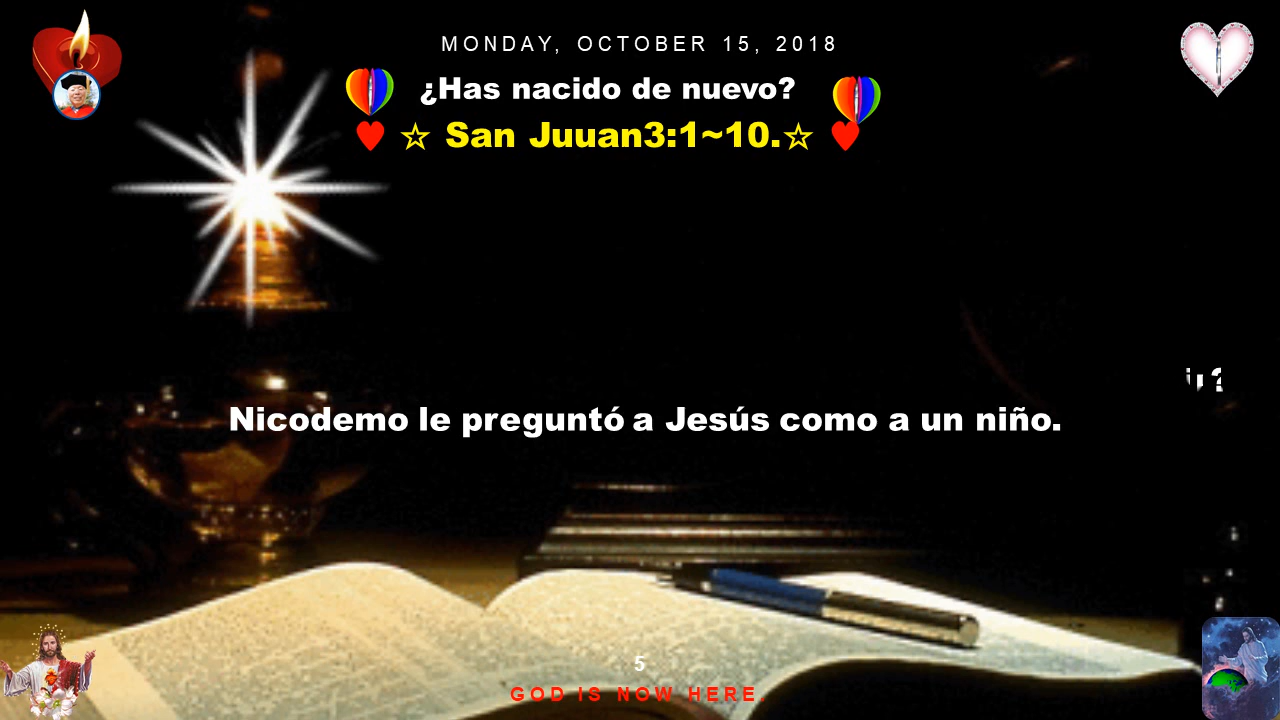 MONDAY, OCTOBER 15, 2018
¿Has nacido de nuevo?
♥ ☆ San Juuan3:1~10.☆ ♥
Nicodemo le preguntó a Jesús como a un niño.
5
GOD IS NOW HERE.